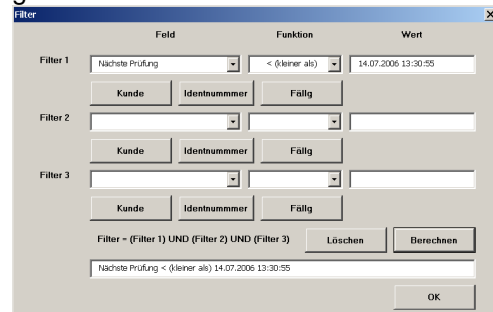 Filter
Feld Funktion Wert
Filter 1 Nächste Prüfung < (kleiner als) 14.07.2006 13:30:55
Kunde Identnummmer Fällg
Filter 2
Kunde Identnummmer Fällg
Filter 3
Kunde Identnummmer Fällg
Filter = (Filter 1) UND (Filter 2) UND (Filter 3) Löschen Berechnen
Nächste Prüfung < (kleiner als) 14.07.2006 13:30:55
OK